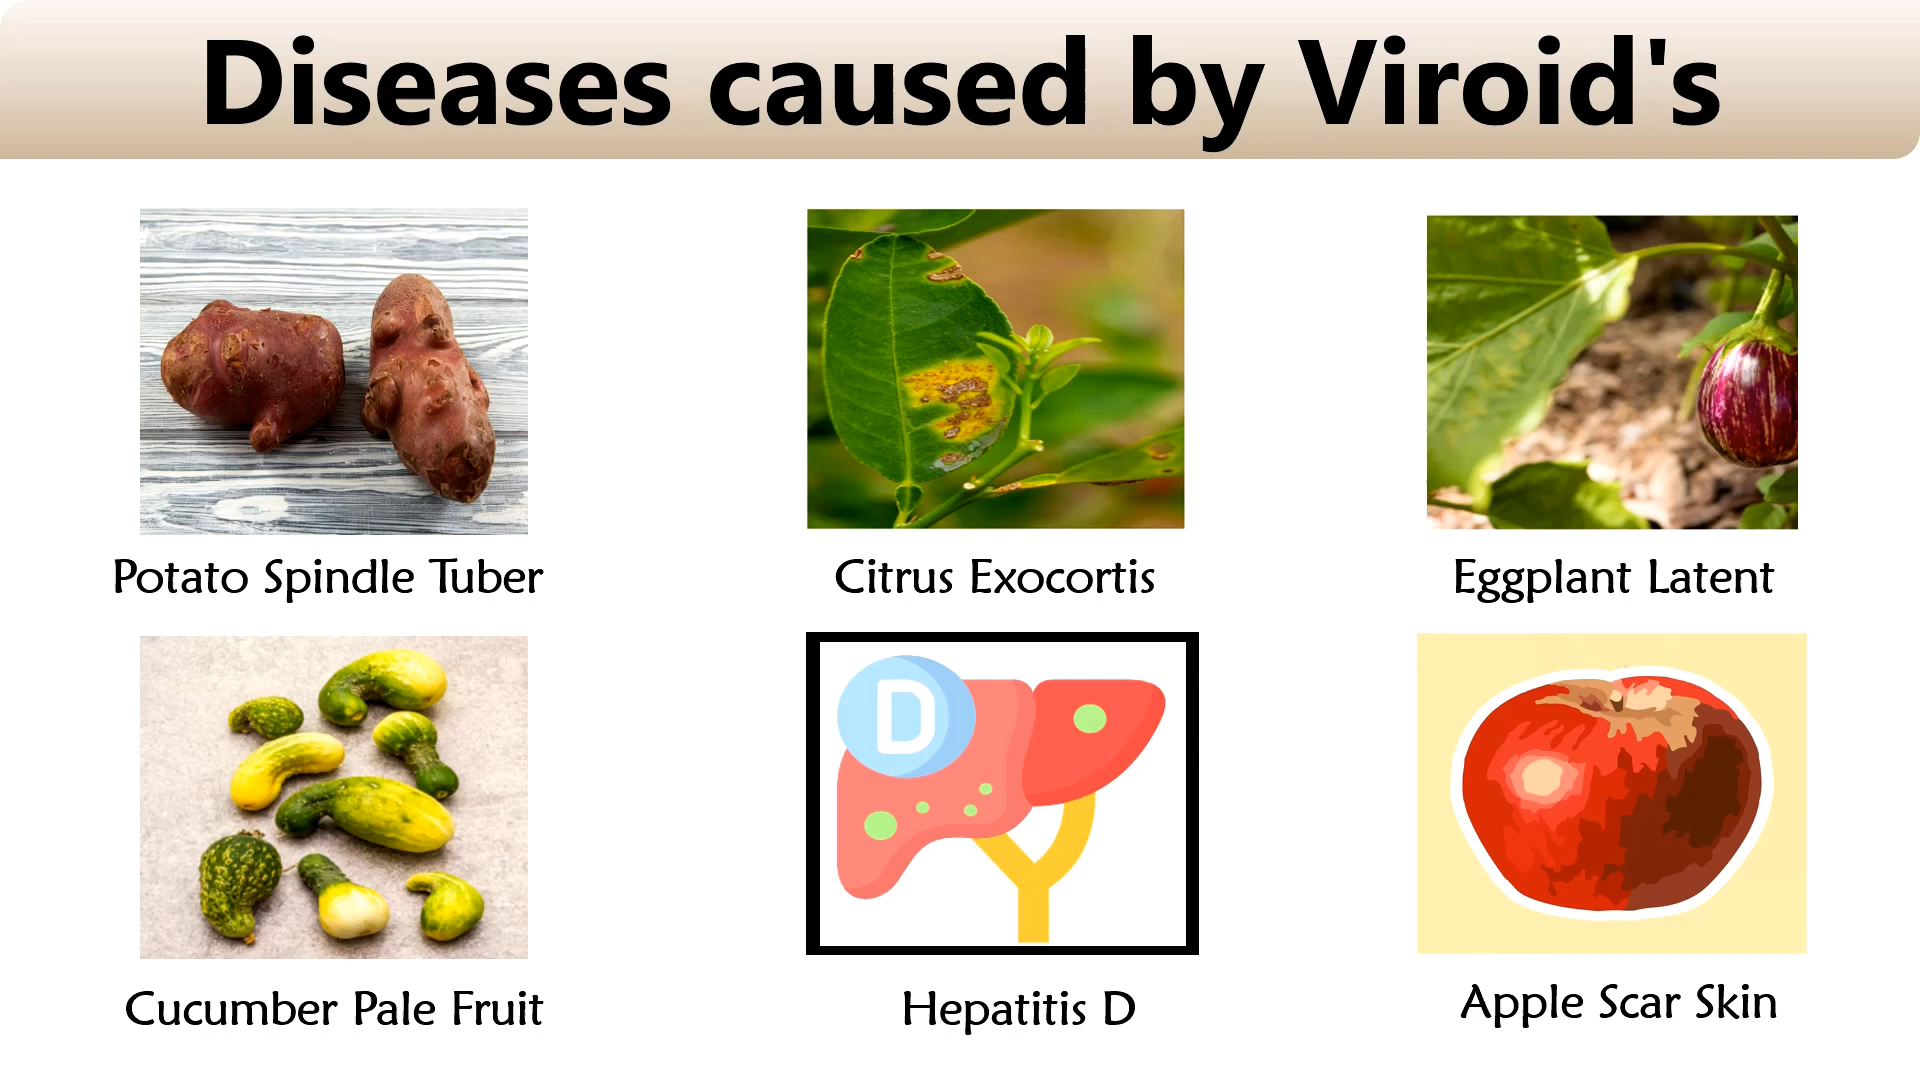 Diseases caused by Viroid's
Potato Spindle Tuber
Citrus Exocortis
Eggplant Latent
D
Cucumber Pale Fruit
Hepatitis D
Apple Scar Skin